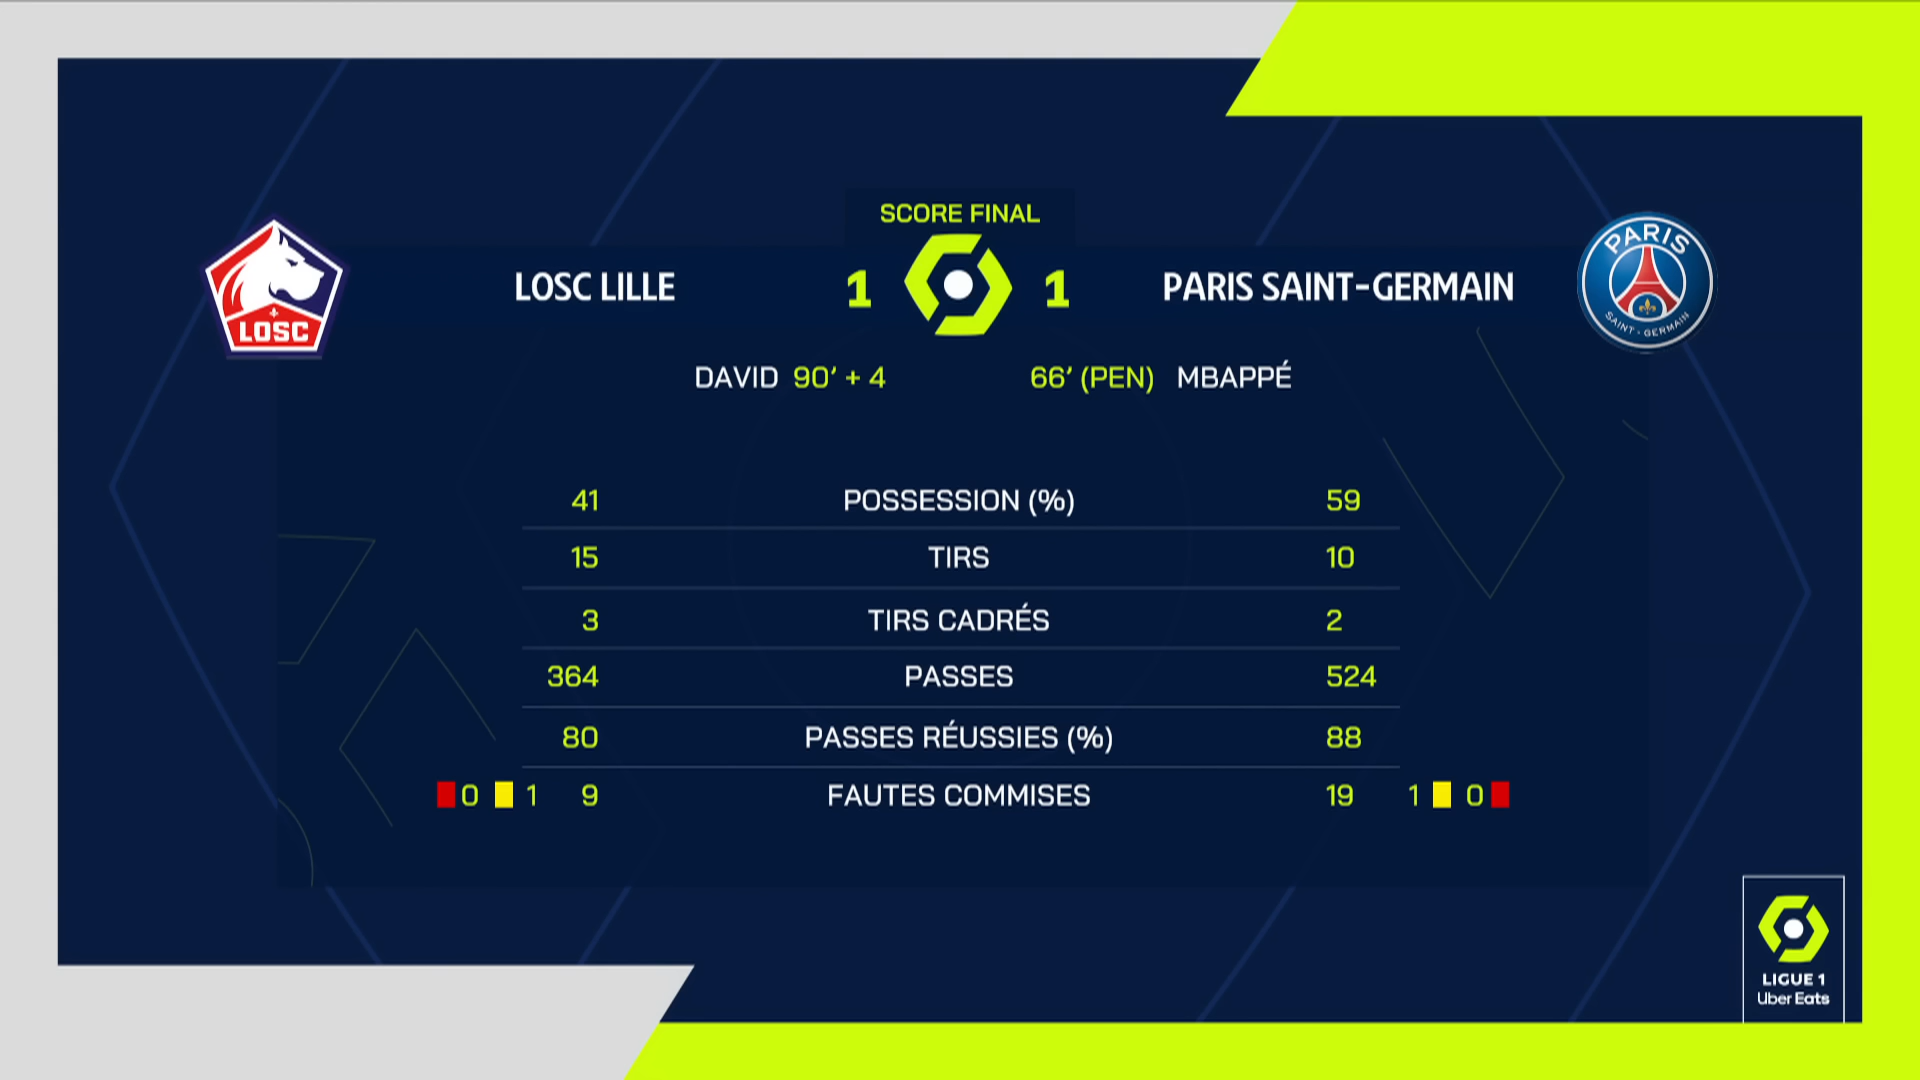 SCORE FINAL
LOSC
LOSC LILLE 1 1 PARIS SAINT-GERMAIN
PARIS
SAINT-GERMAIN
DAVID 90' + 4 66' (PEN) MBAPPÉ
41 POSSESSION (%) 59
15 TIRS 10
3 TIRS CADRÉS 2
364 PASSES 524
80 PASSES RÉUSSIES (%) 88
0 1 9 FAUTES COMMISES 19 1 0
LIGUE 1
Uber Eats